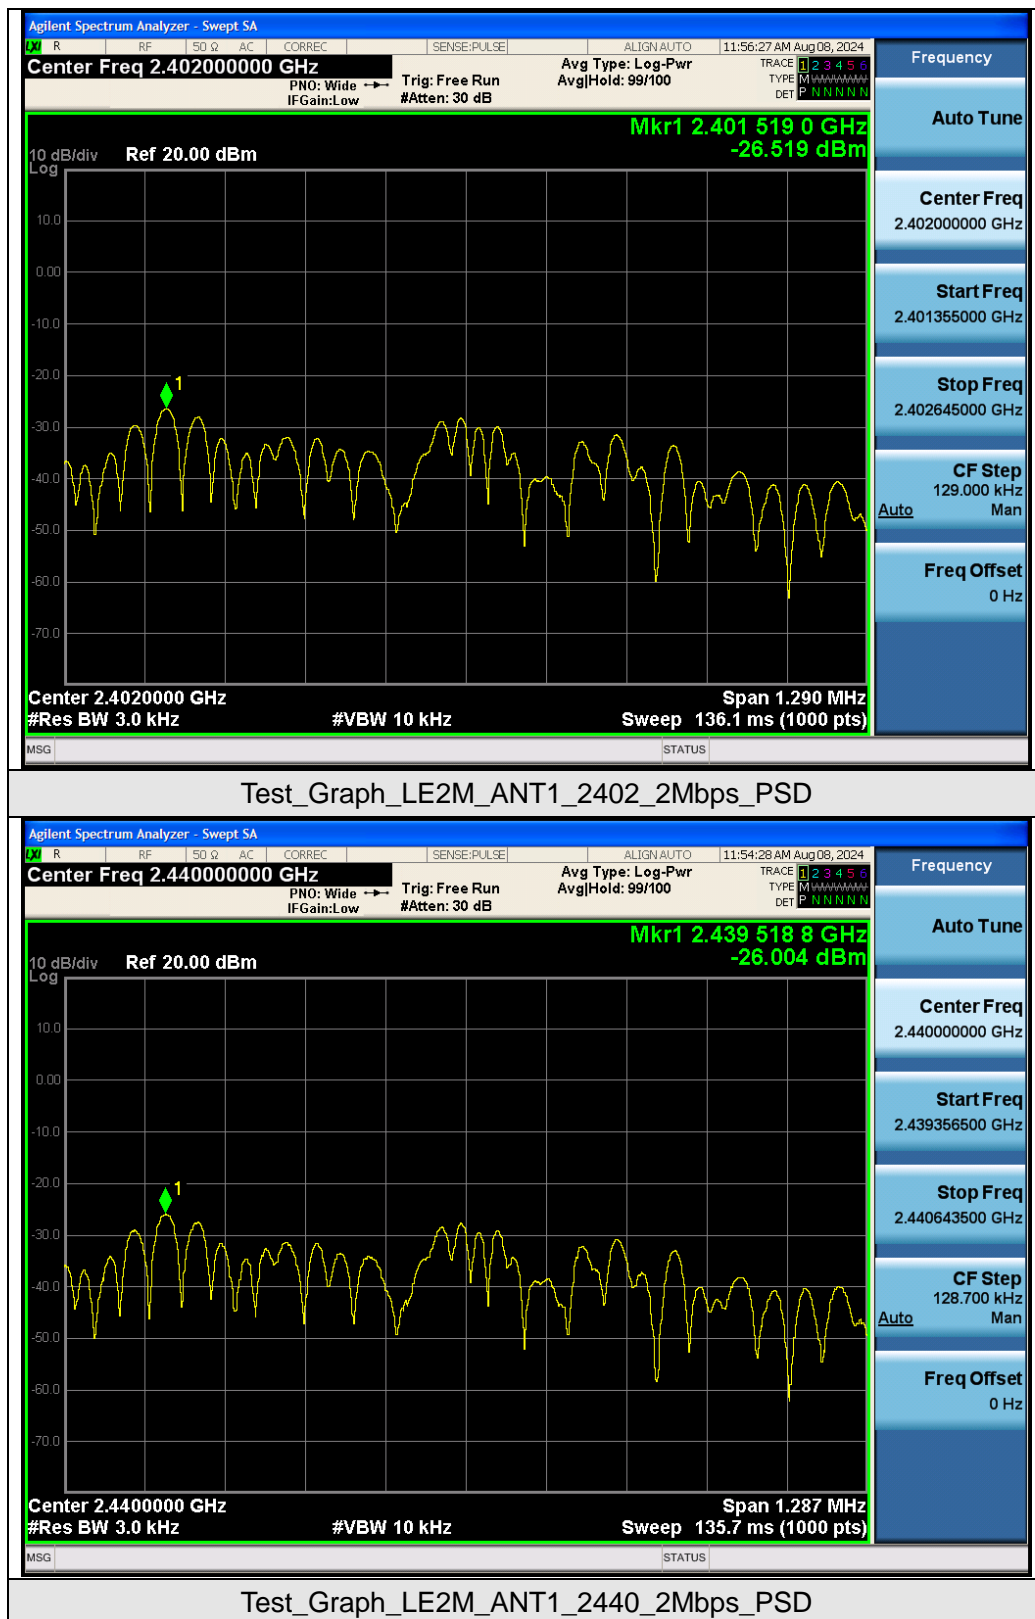 Agilent Spectrum Analyzer - Swept SA
LXI R RF 50 Ω AC CORREC SENSE:PULSE ALIGN AUTO 11:56:27 AM Aug 08, 2024
Center Freq 2.402000000 GHz
PNO: Wide
IFGain:Low
Trig: Free Run
#Atten: 30 dB
Avg Type: Log-Pwr
Avg|Hold: 99/100
TRACE 1 2 3 4 5 6
TYPE M WWWWW
DET P N N N N N
Mkr1 2.401 519 0 GHz
-26.519 dBm
10 dB/div Ref 20.00 dBm
Log
10.0
0.00
-10.0
-20.0
-30.0
-40.0
-50.0
-60.0
-70.0
1
Center 2.4020000 GHz Span 1.290 MHz
#Res BW 3.0 kHz #VBW 10 kHz Sweep 136.1 ms (1000 pts)
MSG STATUS
Frequency
Auto Tune
Center Freq
2.402000000 GHz
Start Freq
2.401355000 GHz
Stop Freq
2.402645000 GHz
CF Step
129.000 kHz
Auto Man
Freq Offset
0 Hz
Test_Graph_LE2M_ANT1_2402_2Mbps_PSD
Agilent Spectrum Analyzer - Swept SA
LXI R RF 50 Ω AC CORREC SENSE:PULSE ALIGN AUTO 11:54:28 AM Aug 08, 2024
Center Freq 2.440000000 GHz
PNO: Wide
IFGain:Low
Trig: Free Run
#Atten: 30 dB
Avg Type: Log-Pwr
Avg|Hold: 99/100
TRACE 1 2 3 4 5 6
TYPE M WWWWW
DET P N N N N N
Mkr1 2.439 518 8 GHz
-26.004 dBm
10 dB/div Ref 20.00 dBm
Log
10.0
0.00
-10.0
-20.0
-30.0
-40.0
-50.0
-60.0
-70.0
1
Center 2.4400000 GHz Span 1.287 MHz
#Res BW 3.0 kHz #VBW 10 kHz Sweep 135.7 ms (1000 pts)
MSG STATUS
Frequency
Auto Tune
Center Freq
2.440000000 GHz
Start Freq
2.439356500 GHz
Stop Freq
2.440643500 GHz
CF Step
128.700 kHz
Auto Man
Freq Offset
0 Hz
Test_Graph_LE2M_ANT1_2440_2Mbps_PSD